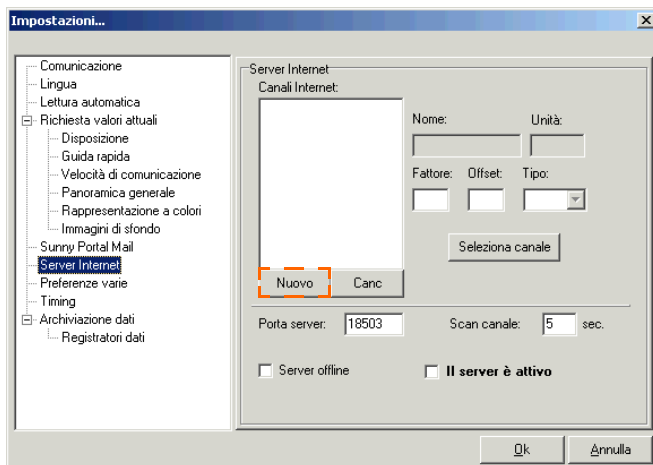 Impostazioni...
Comunicazione
Lingua
Lettura automatica
Richiesta valori attuali
Disposizione
Guida rapida
Velocità di comunicazione
Panoramica generale
Rappresentazione a colori
Immagini di sfondo
Sunny Portal Mail
Server Internet
Preferenze varie
Timing
Archiviazione dati
Registratori dati
Server Internet
Canali Internet:
Nome: Unità:
Fattore: Offset: Tipo:
Seleziona canale
Nuovo Canc
Porta server: 18503 Scan canale: 5 sec.
Server offline Il server è attivo
Ok Annulla